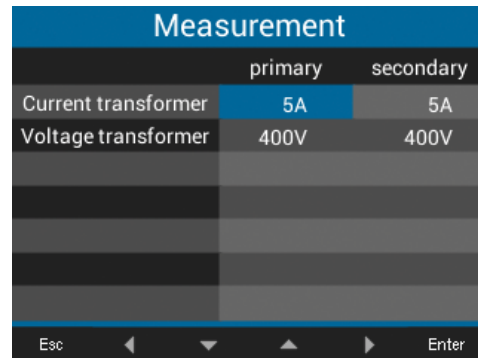 Measurement
primary secondary
Current transformer 5A 5A
Voltage transformer 400V 400V
Esc Enter